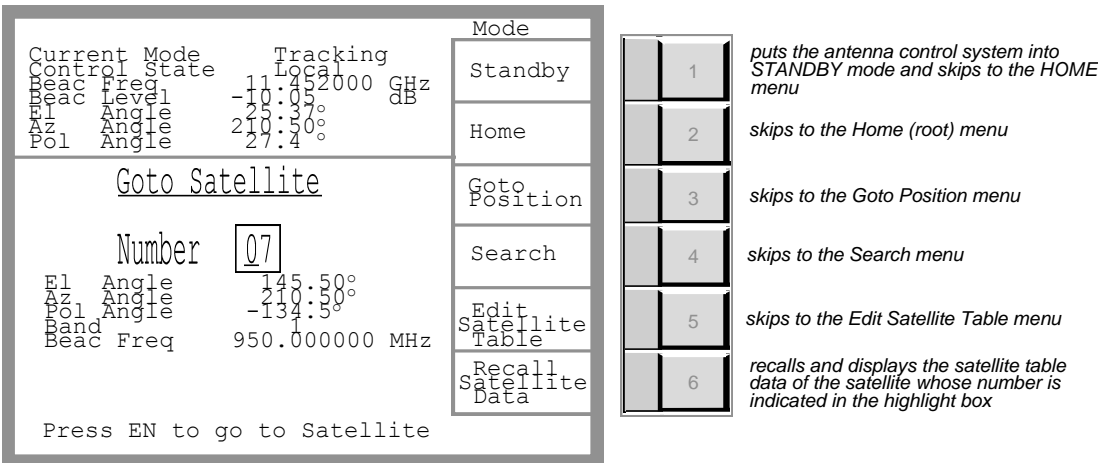 Mode
Current Mode Tracking
Control State Local
Beac Freq 11.452000 GHz
Beac Level -10.05 dB
El Angle 25.37°
Az Angle 210.50°
Pol Angle 27.4 °
Goto Satellite
Number 07
El Angle 145.50°
Az Angle 210.50°
Pol Angle -134.5°
Band 1
Beac Freq 950.000000 MHz
Press EN to go to Satellite
Standby
Home
Goto
Position
Search
Edit
Satellite
Table
Recall
Satellite
Data
1
puts the antenna control system into
STANDBY mode and skips to the HOME
menu
2
skips to the Home (root) menu
3
skips to the Goto Position menu
4
skips to the Search menu
5
skips to the Edit Satellite Table menu
6
recalls and displays the satellite table
data of the satellite whose number is
indicated in the highlight box